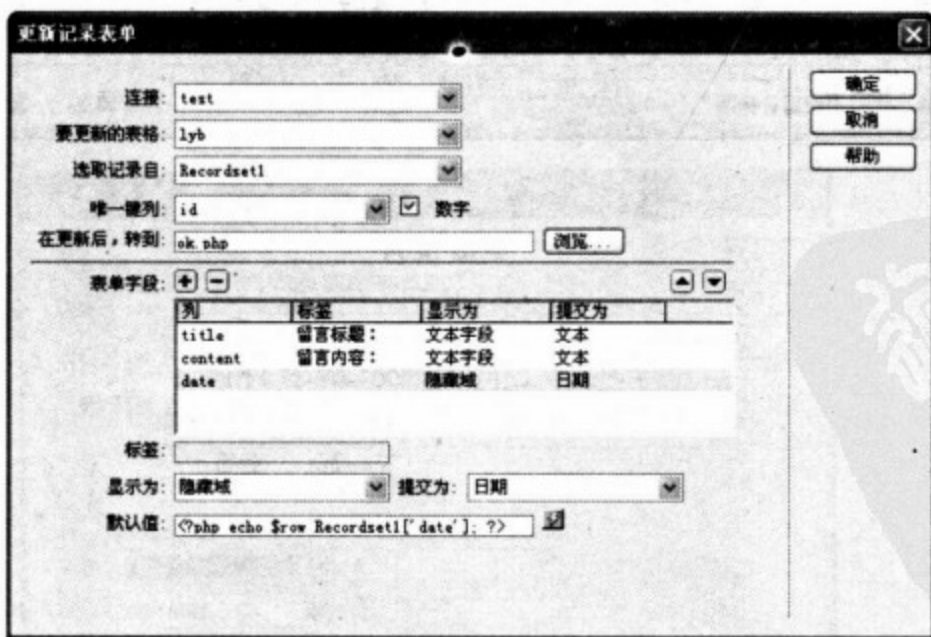 更新记录表单
连接: test
确定
要更新的表格: lyb
取消
选取记录自: Recordset1
帮助
唯一键列: id 数字
在更新后，转到: ok.php 浏览...
表单字段:
列 标签 显示为 提交为
title 留言标题： 文本字段 文本
content 留言内容： 文本字段 文本
date 隐藏域 日期
标签:
显示为: 隐藏域 提交为: 日期
默认值: <?php echo $row_Recordset1['date']; ?>